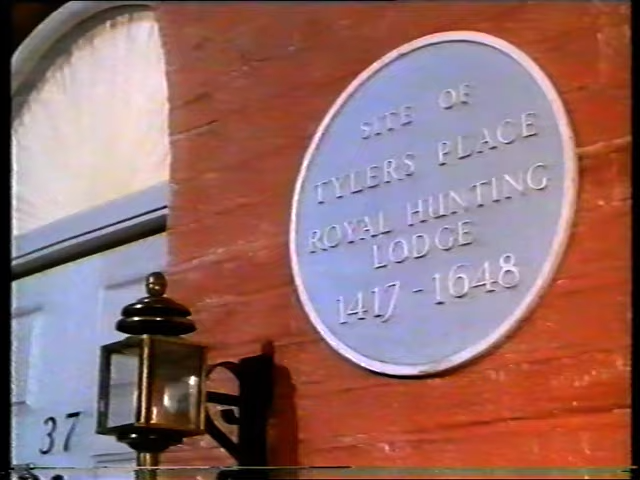 SITE OF
TYLERS PLACE
ROYAL HUNTING
LODGE
1417 - 1648
37